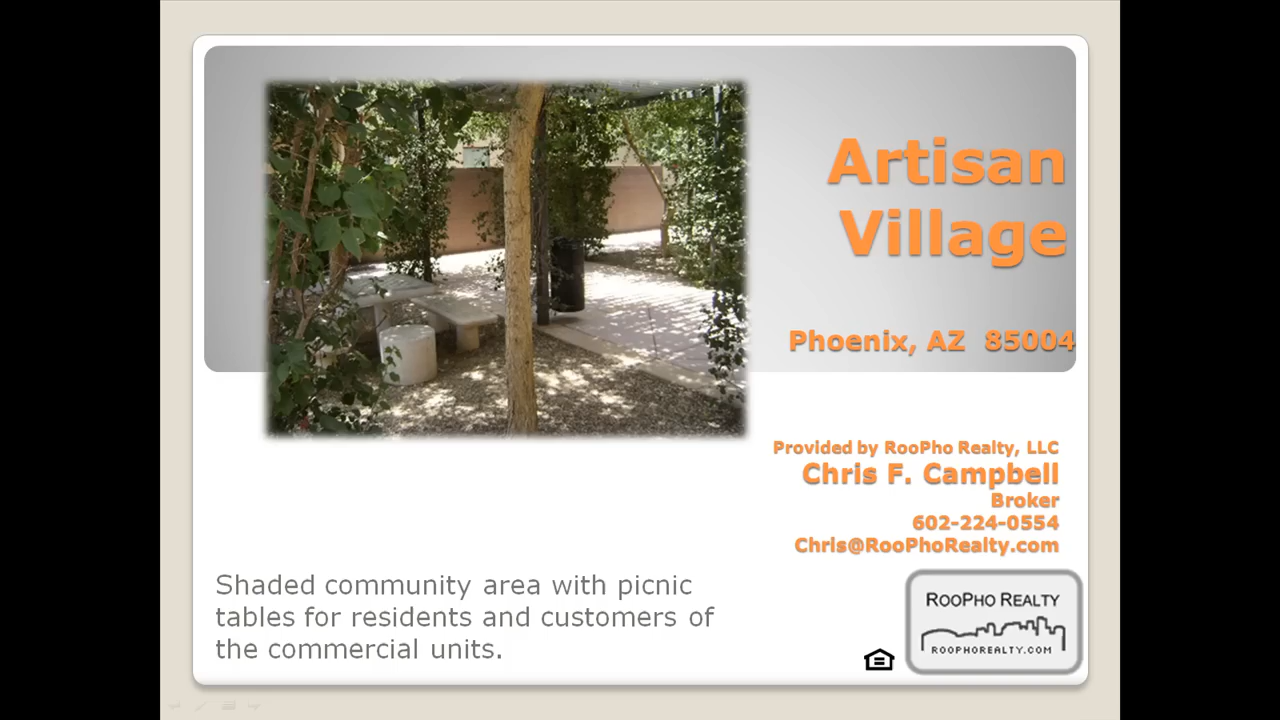 Artisan
Village
Phoenix, AZ  85004
Provided by RooPho Realty, LLC
Chris F. Campbell
Broker
602-224-0554
Chris@RooPhoRealty.com
Shaded community area with picnic
tables for residents and customers of
the commercial units.
ROOPHO REALTY
ROOPHOREALTY.COM